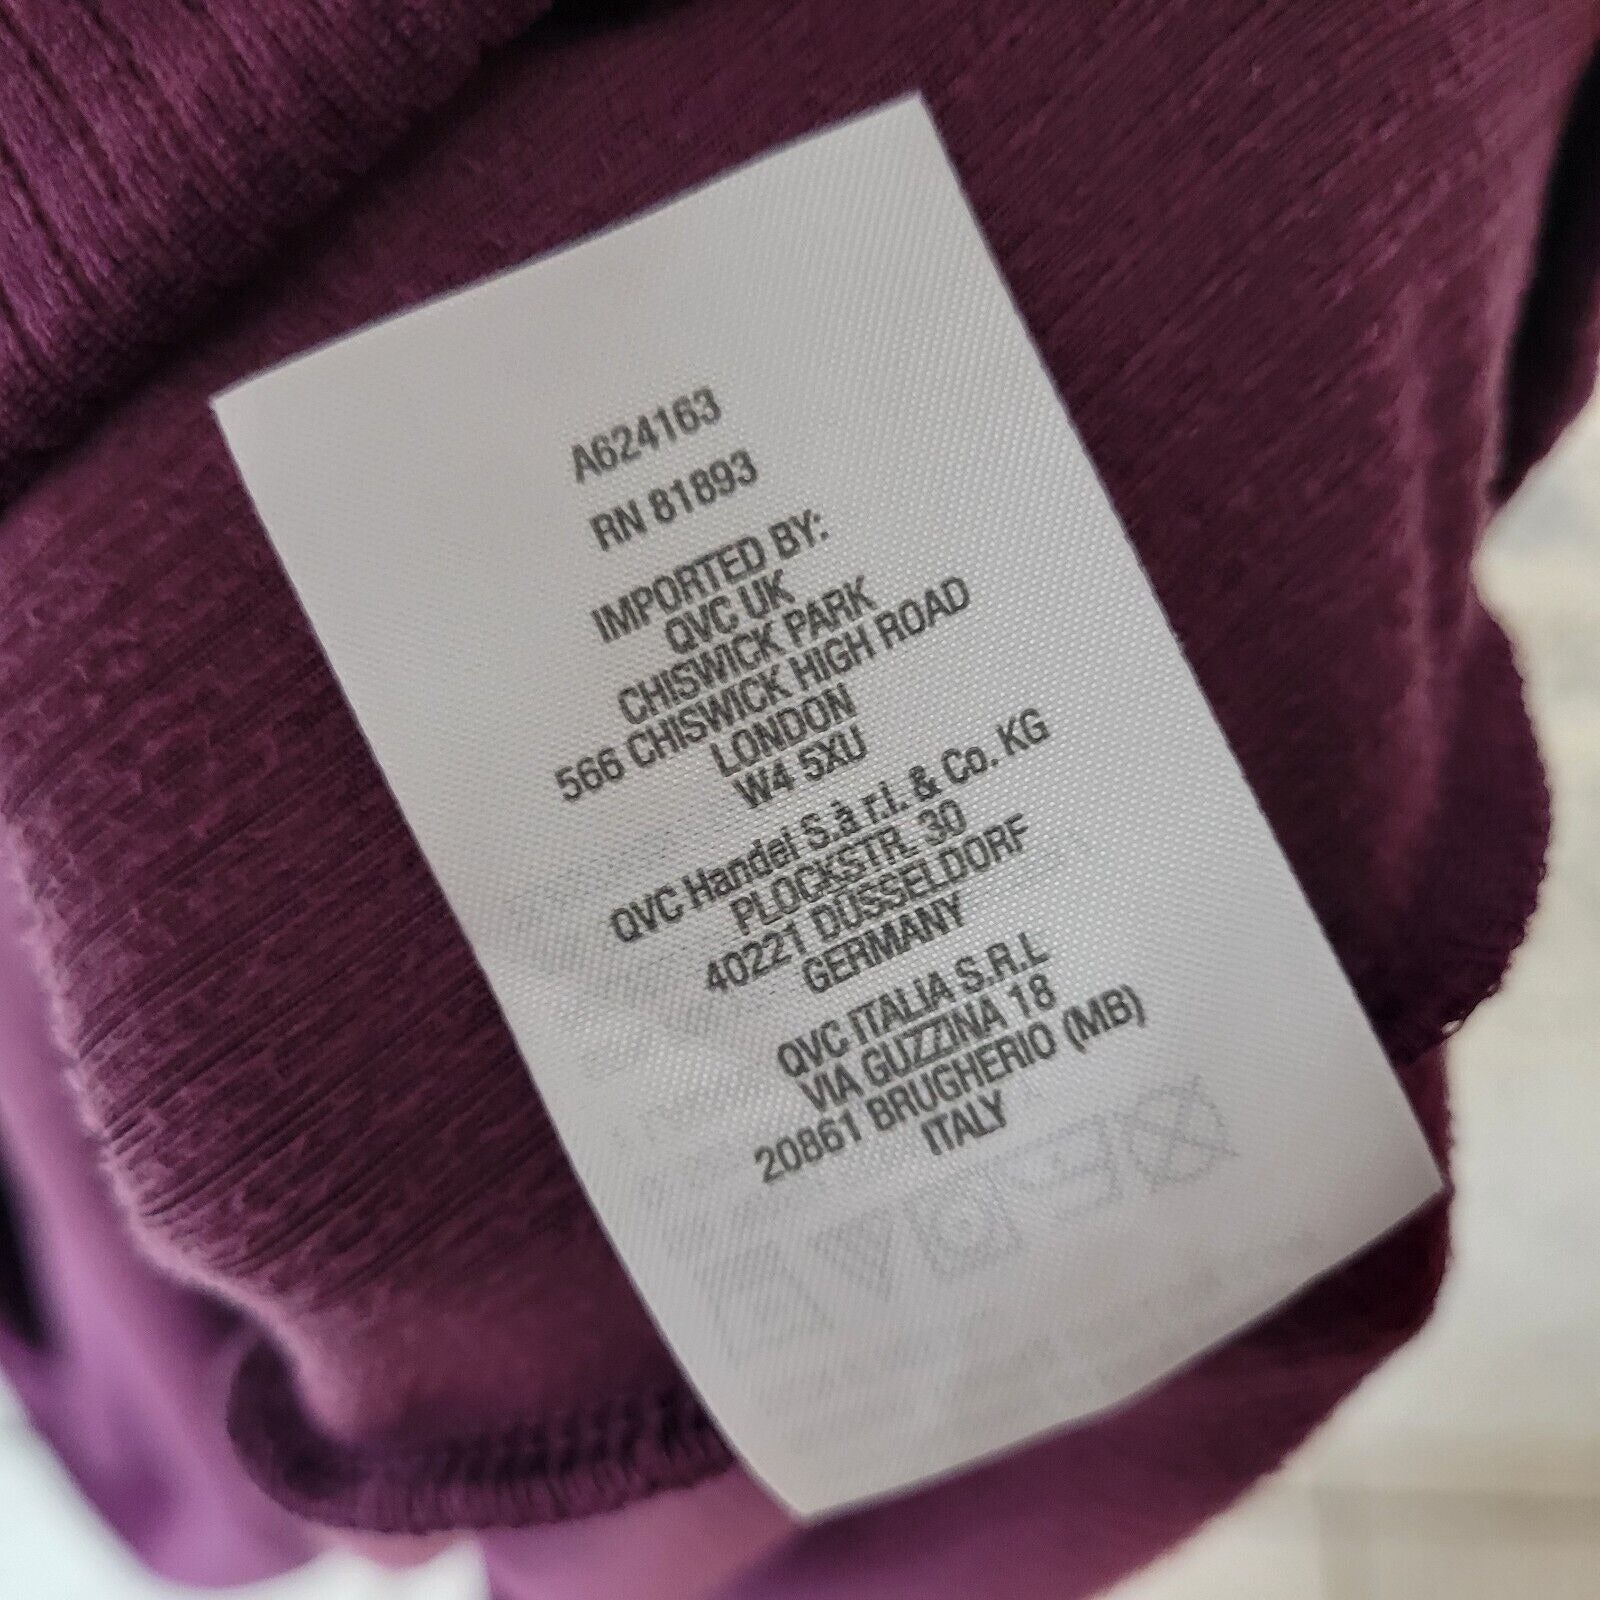 A624163
RN 81893
IMPORTED BY:
QVC UK
CHISWICK PARK
566 CHISWICK HIGH ROAD
LONDON
W4 5XU
QVC Handel S.à r.l. & Co. KG
PLOCKSTR. 30
40221 DUSSELDORF
GERMANY
QVC ITALIA S.R.L
VIA GUZZINA 18
20861 BRUGHERIO (MB)
ITALY